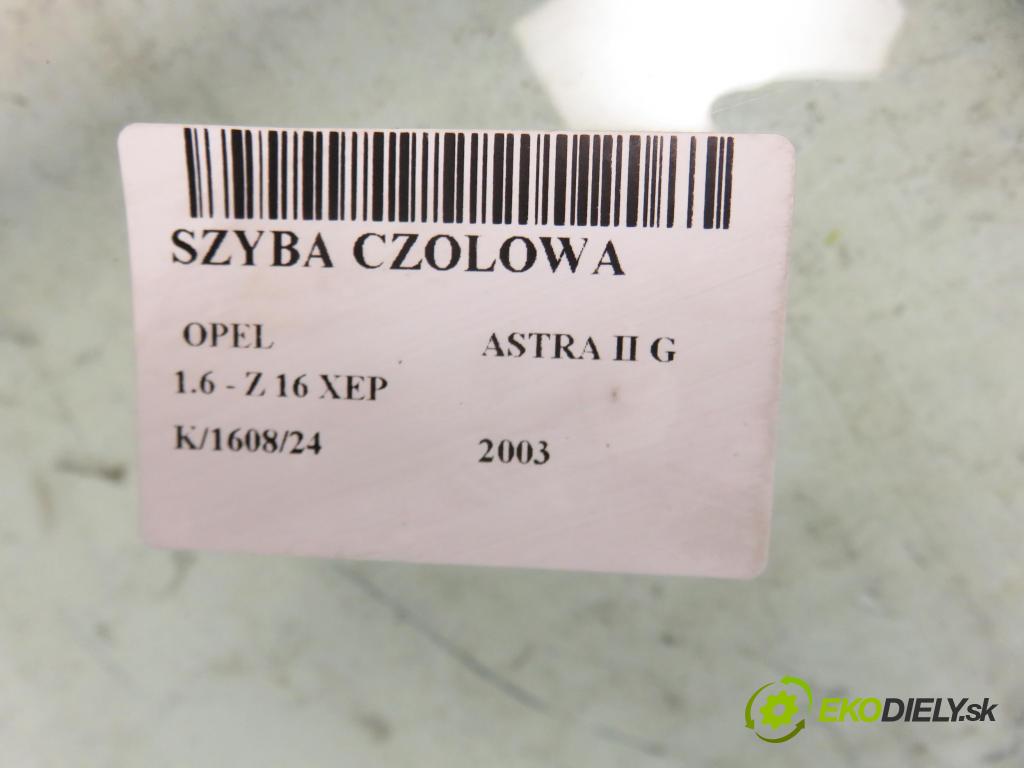 SZYBA CZOLOWA
OPEL ASTRA II G
1.6 - Z 16 XEP
K/1608/24 2003
EKODIELY.sk